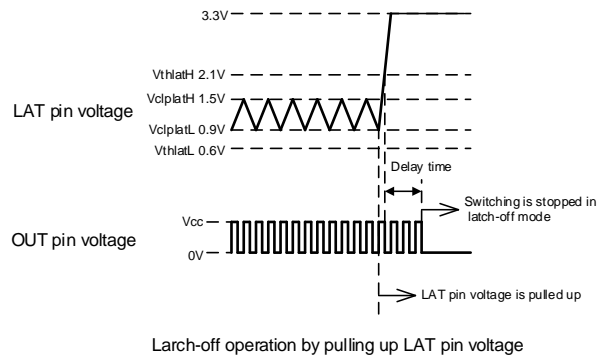 3.3V
VthlatH 2.1V
VclplatH 1.5V
LAT pin voltage
VclplatL 0.9V
VthlatL 0.6V
Delay time
Vcc
OUT pin voltage
0V
Switching is stopped in
latch-off mode
LAT pin voltage is pulled up
Larch-off operation by pulling up LAT pin voltage